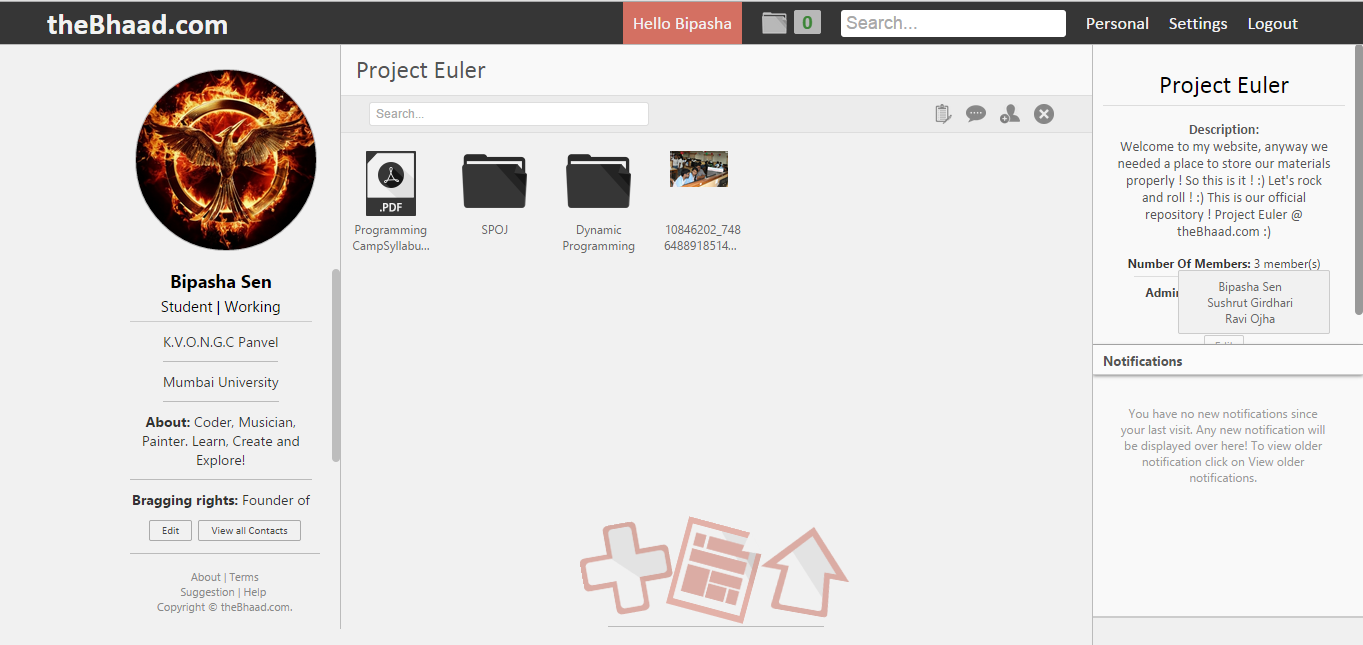 theBhaad.com
Hello Bipasha
0
Search...
Personal
Settings
Logout
Bipasha Sen
Student | Working
K.V.O.N.G.C Panvel
Mumbai University
About: Coder, Musician,
Painter. Learn, Create and
Explore!
Bragging rights: Founder of
Edit
View all Contacts
About | Terms
Suggestion | Help
Copyright © theBhaad.com.
Project Euler
Search...
.PDF
Programming
CampSyllabu...
SPOJ
Dynamic
Programming
10846202_748
6488918514...
Project Euler
Description:
Welcome to my website, anyway we
needed a place to store our materials
properly ! So this is it ! :) Let's rock
and roll ! :) This is our official
repository ! Project Euler @
theBhaad.com :)
Number Of Members: 3 member(s)
Admi
Bipasha Sen
Sushrut Girdhari
Ravi Ojha
Notifications
You have no new notifications since
your last visit. Any new notification will
be displayed over here! To view older
notification click on View older
notifications.